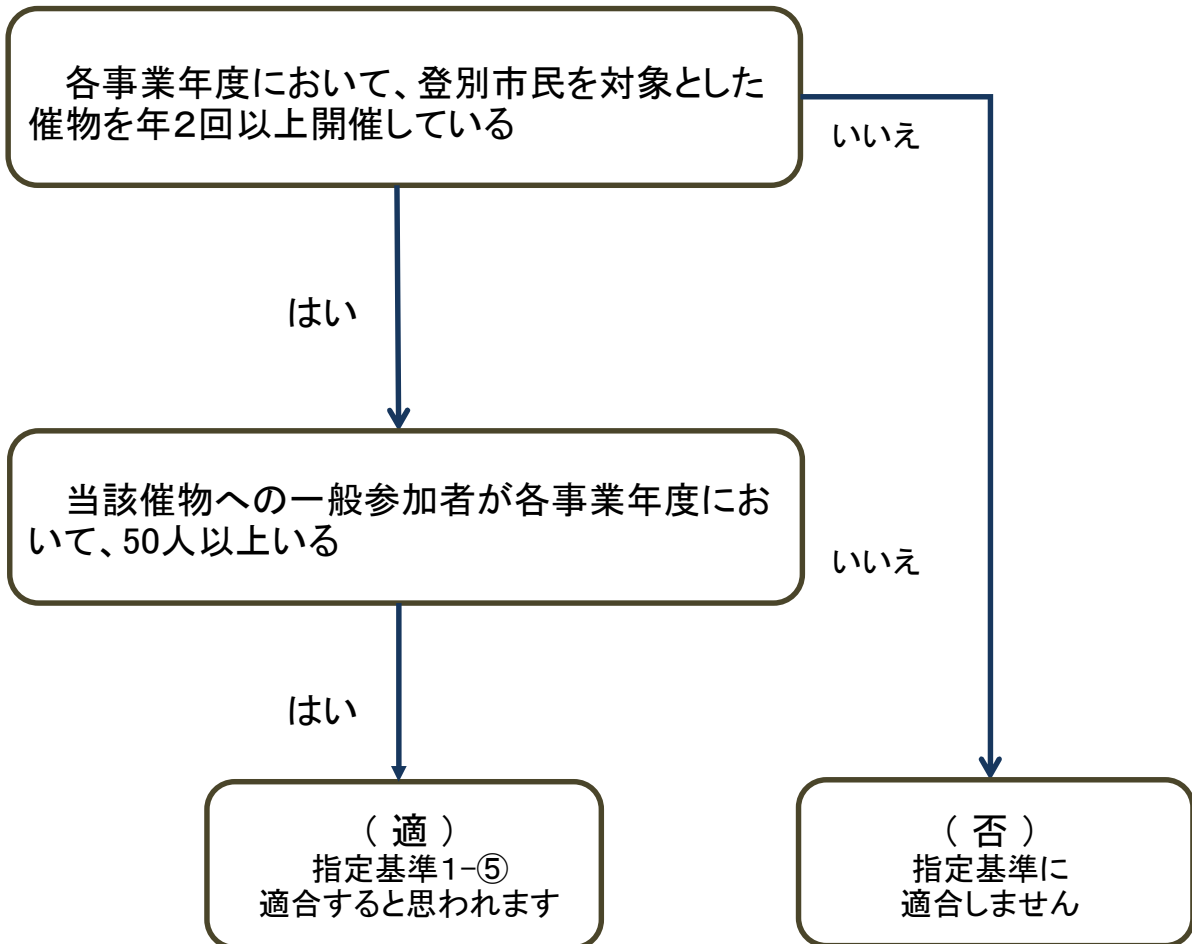 各事業年度において、登別市民を対象とした
催物を年２回以上開催している
いいえ
はい
当該催物への一般参加者が各事業年度にお
いて、50人以上いる
いいえ
はい
（ 適 ）
指定基準１-⑤
適合すると思われます
（ 否 ）
指定基準に
適合しません